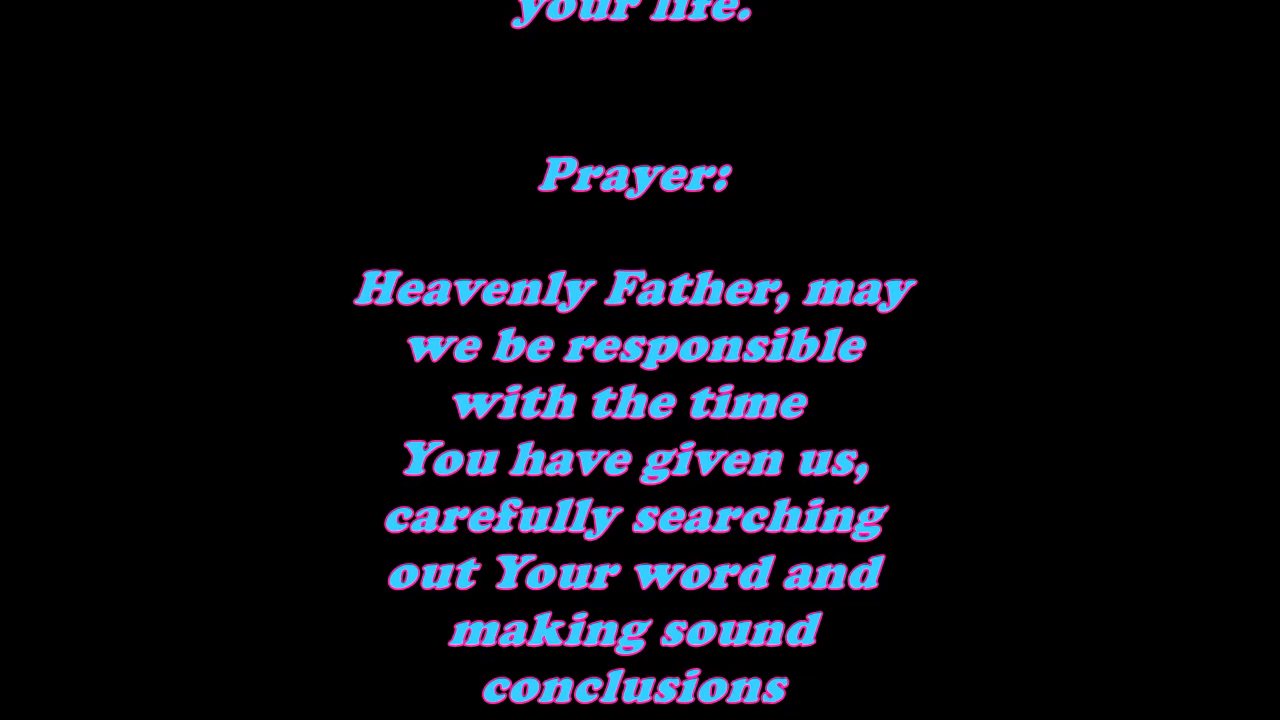 your life.
Prayer:
Heavenly Father, may
we be responsible
with the time
You have given us,
carefully searching
out Your word and
making sound
conclusions